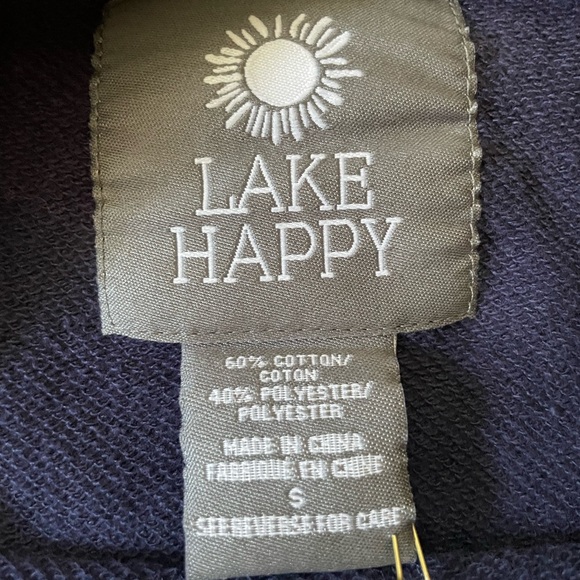 LAKE
HAPPY
60% COTTON/
COTON
40% POLYESTER/
POLYESTER
MADE IN CHINA
FABRIQUE EN CHINE
S
SEE REVERSE FOR CARE